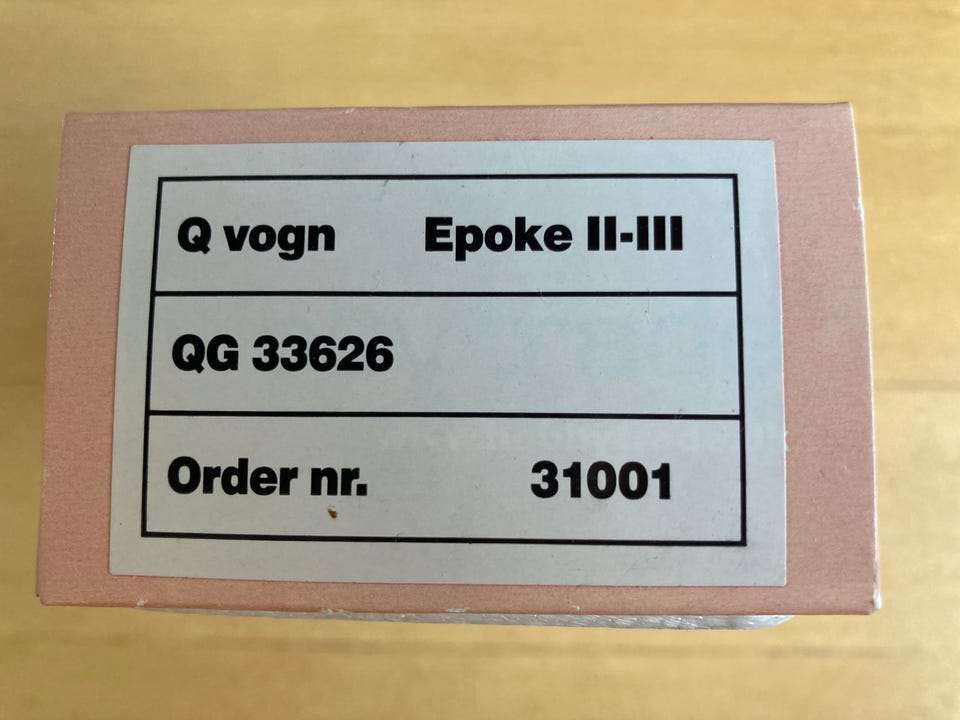 Q vogn Epoke II-III
QG 33626
Order nr. 31001